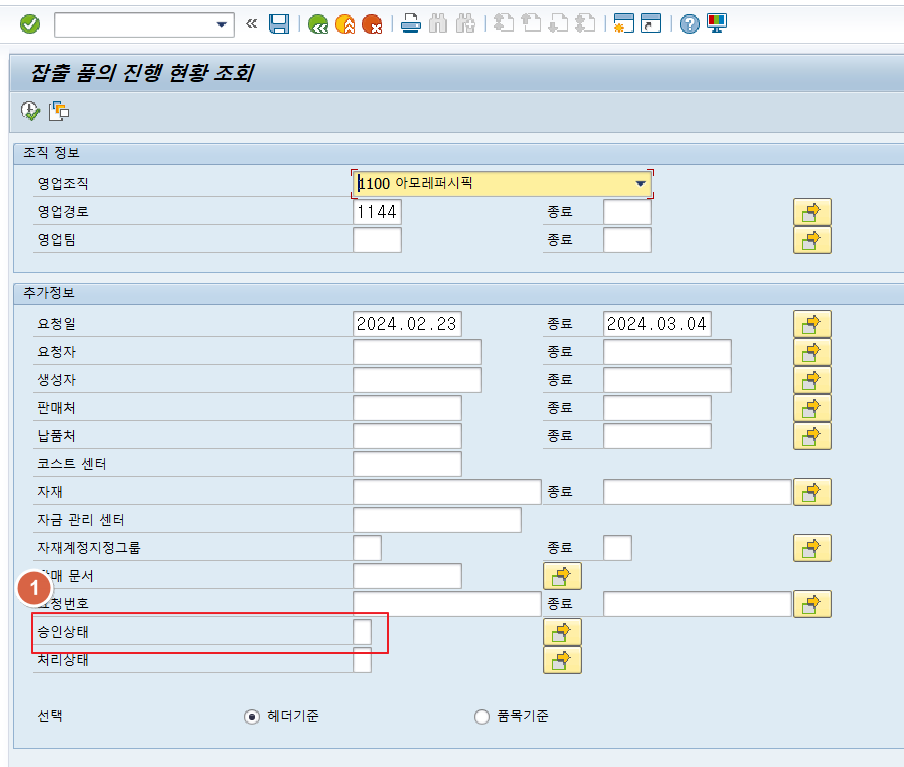 잡출 품의 진행 현황 조회
조직 정보
영업조직 1100 아모레퍼시픽
영업경로 1144 종료
영업팀 종료
추가정보
요청일 2024.02.23 종료 2024.03.04
요청자 종료
생성자 종료
판매처 종료
납품처 종료
코스트 센터
자재 종료
자금 관리 센터
자재계정지정그룹 종료
문서
1
종료
승인상태
처리상태
선택 헤더기준 품목기준